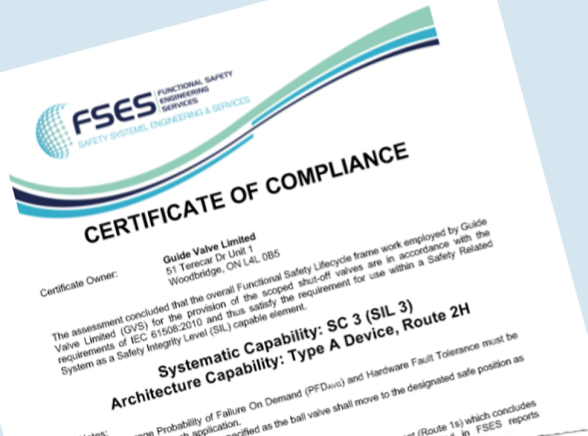 FSES
FUNCTIONAL SAFETY
ENGINEERING
SERVICES
SAFETY SYSTEMS, ENGINEERING & SERVICES
CERTIFICATE OF COMPLIANCE
Certificate Owner:
Guide Valve Limited
51 Terecar Dr Unit 1
Woodbridge, ON L4L 0B5
The assessment concluded that the overall Functional Safety Lifecycle frame work employed by Guide
Valve Limited (GVS) for the provision of the scoped shut-off valves are in accordance with the
requirements of IEC 61508:2010 and thus satisfy the requirement for use within a Safety Related
System as a Safety Integrity Level (SIL) capable element.
Systematic Capability: SC 3 (SIL 3)
Architecture Capability: Type A Device, Route 2H
Probability of Failure On Demand (PFDAVG) and Hardware Fault Tolerance must be
application.
as the ball valve shall move to the designated safe position as
(Route 1s) which concludes
in FSES reports